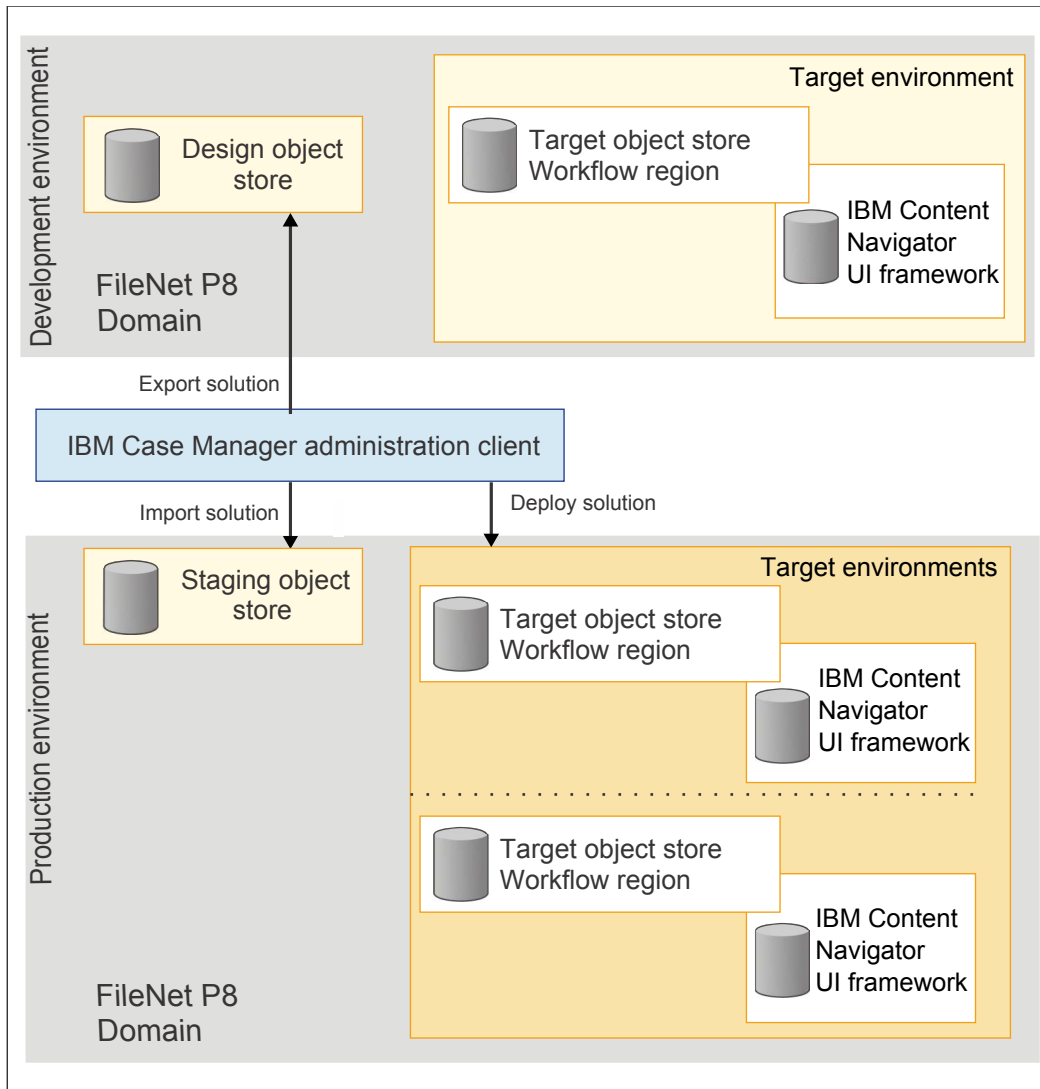 Development environment
Target environment
Design object
store
Target object store
Workflow region
IBM Content
Navigator
UI framework
FileNet P8
Domain
Export solution
IBM Case Manager administration client
Import solution
Deploy solution
Production environment
Staging object
store
Target environments
Target object store
Workflow region
IBM Content
Navigator
UI framework
Target object store
Workflow region
IBM Content
Navigator
UI framework
FileNet P8
Domain